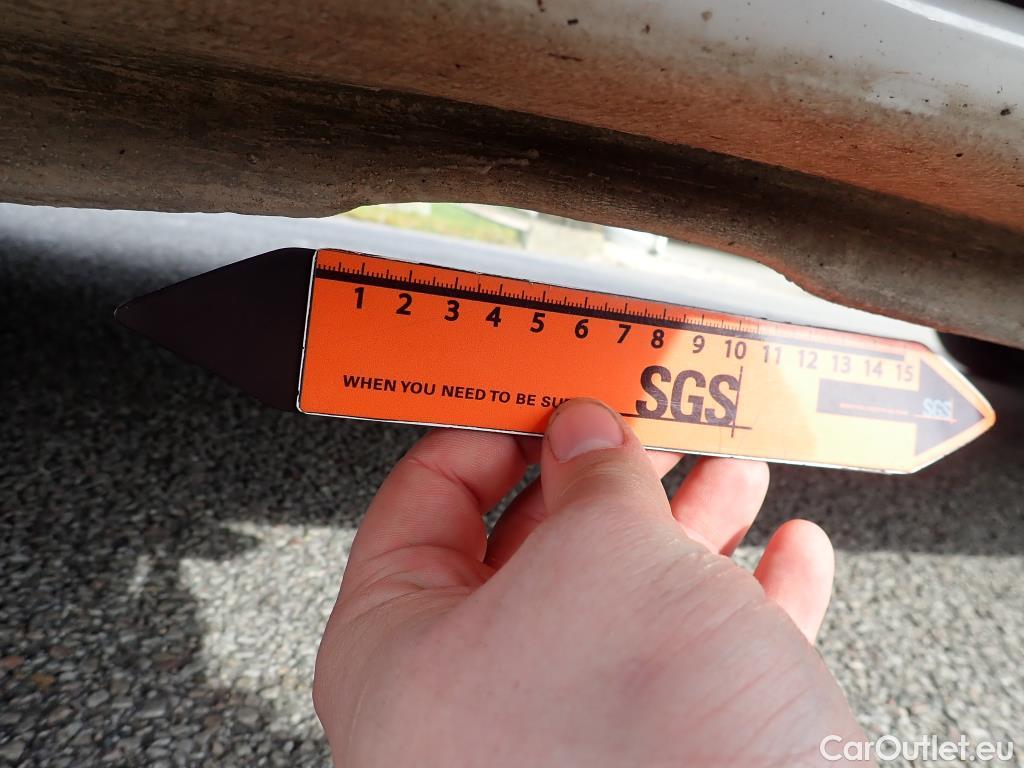 1 2 3 4 5 6 7 8 9 10 11 12 13 14 15
WHEN YOU NEED TO BE
SGS
SGS
CarOutlet.eu